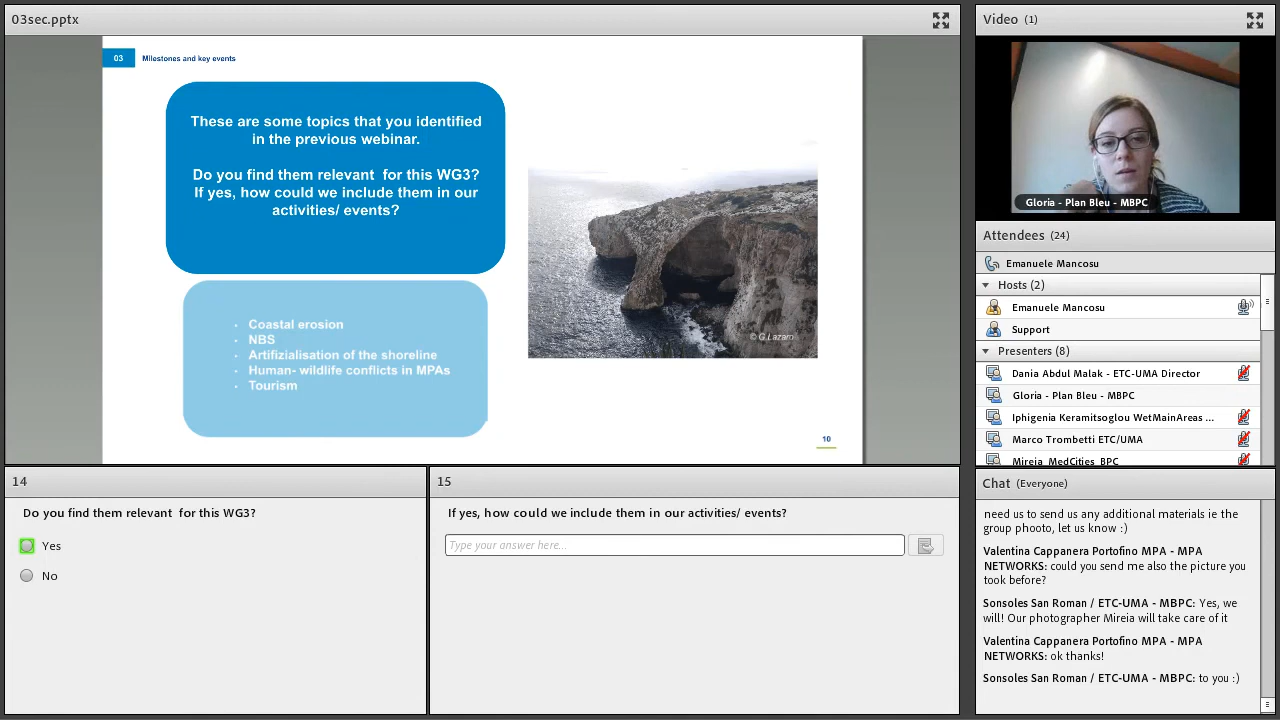 03sec.pptx
03 Milestones and key events
These are some topics that you identified
in the previous webinar.
Do you find them relevant for this WG3?
If yes, how could we include them in our
activities/ events?
• Coastal erosion
• NBS
• Artifizialisation of the shoreline
• Human- wildlife conflicts in MPAs
• Tourism
© G.Lazaro
10
14
Do you find them relevant for this WG3?
Yes
No
15
If yes, how could we include them in our activities/ events?
Type your answer here...
Video (1)
Gloria - Plan Bleu - MBPC
Attendees (24)
Emanuele Mancosu
Hosts (2)
Emanuele Mancosu
Support
Presenters (8)
Dania Abdul Malak - ETC-UMA Director
Gloria - Plan Bleu - MBPC
Iphigenia Keramitsoglou WetMainAreas ...
Marco Trombetti ETC/UMA
Mireia_MedCities_BPC
Chat (Everyone)
need us to send us any additional materials ie the
group phooto, let us know :)
Valentina Cappanera Portofino MPA - MPA
NETWORKS: could you send me also the picture you
took before?
Sonsoles San Roman / ETC-UMA - MBPC: Yes, we
will! Our photographer Mireia will take care of it
Valentina Cappanera Portofino MPA - MPA
NETWORKS: ok thanks!
Sonsoles San Roman / ETC-UMA - MBPC: to you :)